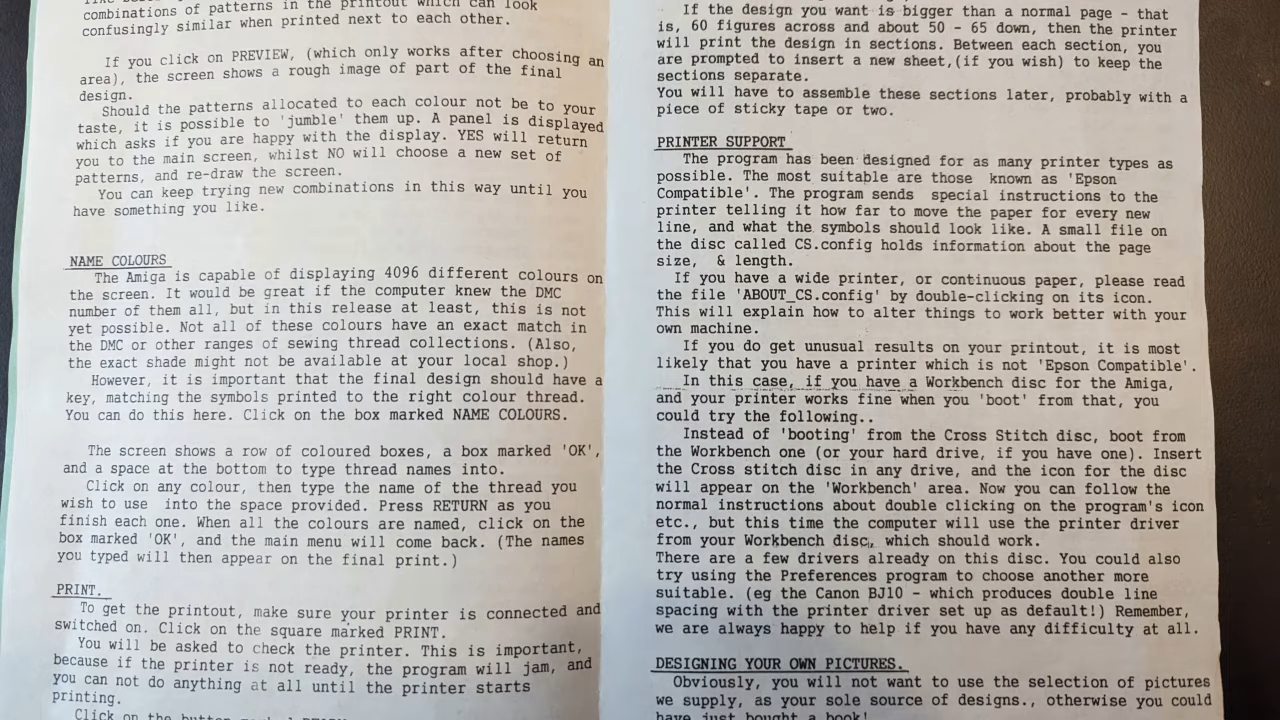 combinations of patterns in the printout which can look
confusingly similar when printed next to each other.
If you click on PREVIEW, (which only works after choosing an
area), the screen shows a rough image of part of the final
design.
Should the patterns allocated to each colour not be to your
taste, it is possible to 'jumble' them up. A panel is displayed
which asks if you are happy with the display. YES will return
you to the main screen, whilst NO will choose a new set of
patterns, and re-draw the screen.
You can keep trying new combinations in this way until you
have something you like.
NAME COLOURS
The Amiga is capable of displaying 4096 different colours on
the screen. It would be great if the computer knew the DMC
number of them all, but in this release at least, this is not
yet possible. Not all of these colours have an exact match in
the DMC or other ranges of sewing thread collections. (Also,
the exact shade might not be available at your local shop.)
However, it is important that the final design should have a
key, matching the symbols printed to the right colour thread.
You can do this here. Click on the box marked NAME COLOURS.
The screen shows a row of coloured boxes, a box marked 'OK',
and a space at the bottom to type thread names into.
Click on any colour, then type the name of the thread you
wish to use  into the space provided. Press RETURN as you
finish each one. When all the colours are named, click on the
box marked 'OK', and the main menu will come back. (The names
you typed will then appear on the final print.)
PRINT.
To get the printout, make sure your printer is connected and
switched on. Click on the square marked PRINT.
You will be asked to check the printer. This is important,
because if the printer is not ready, the program will jam, and
you can not do anything at all until the printer starts
printing.
Click on the button
If the design you want is bigger than a normal page - that
is, 60 figures across and about 50 - 65 down, then the printer
will print the design in sections. Between each section, you
are prompted to insert a new sheet,(if you wish) to keep the
sections separate.
You will have to assemble these sections later, probably with a
piece of sticky tape or two.
PRINTER SUPPORT
The program has been designed for as many printer types as
possible. The most suitable are those  known as 'Epson
Compatible'. The program sends  special instructions to the
printer telling it how far to move the paper for every new
line, and what the symbols should look like. A small file on
the disc called CS.config holds information about the page
size,  & length.
If you have a wide printer, or continuous paper, please read
the file 'ABOUT_CS.config' by double-clicking on its icon.
This will explain how to alter things to work better with your
own machine.
If you do get unusual results on your printout, it is most
likely that you have a printer which is not 'Epson Compatible'.
In this case, if you have a Workbench disc for the Amiga,
and your printer works fine when you 'boot' from that, you
could try the following..
Instead of 'booting' from the Cross Stitch disc, boot from
the Workbench one (or your hard drive, if you have one). Insert
the Cross stitch disc in any drive, and the icon for the disc
will appear on the 'Workbench' area. Now you can follow the
normal instructions about double clicking on the program's icon
etc., but this time the computer will use the printer driver
from your Workbench disc, which should work.
There are a few drivers already on this disc. You could also
try using the Preferences program to choose another more
suitable. (eg the Canon BJ10 - which produces double line
spacing with the printer driver set up as default!) Remember,
we are always happy to help if you have any difficulty at all.
DESIGNING YOUR OWN PICTURES.
Obviously, you will not want to use the selection of pictures
we supply, as your sole source of designs., otherwise you could
have just bought a book!